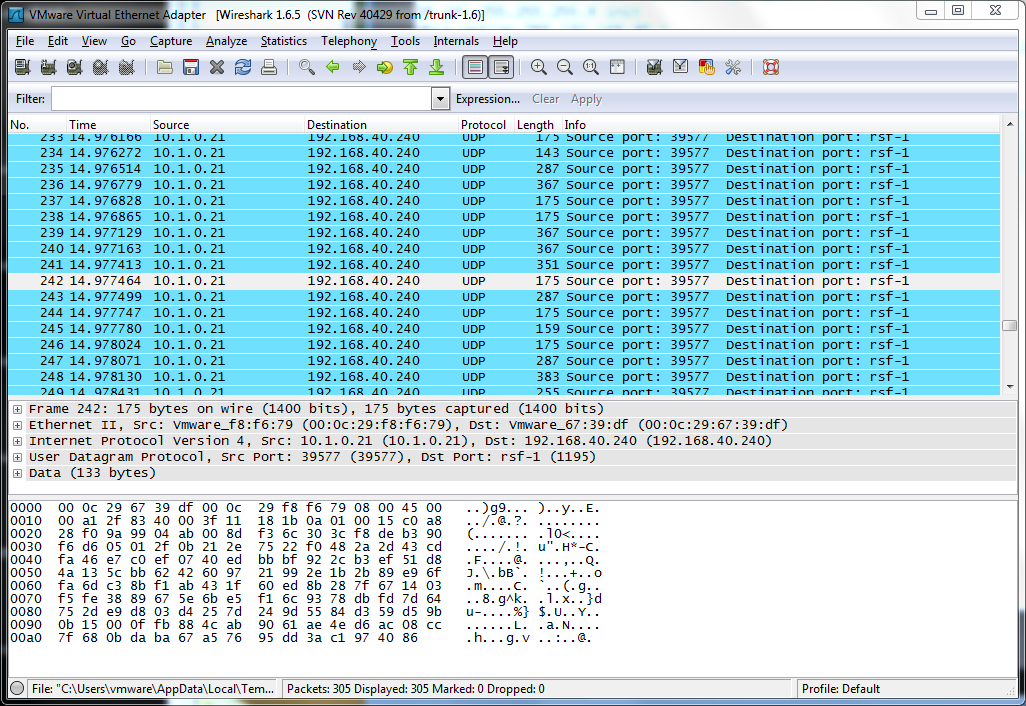 VMware Virtual Ethernet Adapter [Wireshark 1.6.5 (SVN Rev 40429 from /trunk-1.6)]
File Edit View Go Capture Analyze Statistics Telephony Tools Internals Help
Filter: Expression... Clear Apply
No. Time Source Destination Protocol Length Info
233 14.976166 10.1.0.21 192.168.40.240 UDP 175 Source port: 39577 Destination port: rsf-1
234 14.976272 10.1.0.21 192.168.40.240 UDP 143 Source port: 39577 Destination port: rsf-1
235 14.976514 10.1.0.21 192.168.40.240 UDP 287 Source port: 39577 Destination port: rsf-1
236 14.976779 10.1.0.21 192.168.40.240 UDP 367 Source port: 39577 Destination port: rsf-1
237 14.976828 10.1.0.21 192.168.40.240 UDP 175 Source port: 39577 Destination port: rsf-1
238 14.976865 10.1.0.21 192.168.40.240 UDP 175 Source port: 39577 Destination port: rsf-1
239 14.977129 10.1.0.21 192.168.40.240 UDP 367 Source port: 39577 Destination port: rsf-1
240 14.977163 10.1.0.21 192.168.40.240 UDP 367 Source port: 39577 Destination port: rsf-1
241 14.977413 10.1.0.21 192.168.40.240 UDP 351 Source port: 39577 Destination port: rsf-1
242 14.977464 10.1.0.21 192.168.40.240 UDP 175 Source port: 39577 Destination port: rsf-1
243 14.977499 10.1.0.21 192.168.40.240 UDP 287 Source port: 39577 Destination port: rsf-1
244 14.977747 10.1.0.21 192.168.40.240 UDP 175 Source port: 39577 Destination port: rsf-1
245 14.977780 10.1.0.21 192.168.40.240 UDP 159 Source port: 39577 Destination port: rsf-1
246 14.978024 10.1.0.21 192.168.40.240 UDP 175 Source port: 39577 Destination port: rsf-1
247 14.978071 10.1.0.21 192.168.40.240 UDP 287 Source port: 39577 Destination port: rsf-1
248 14.978130 10.1.0.21 192.168.40.240 UDP 383 Source port: 39577 Destination port: rsf-1
249 14.978431 10.1.0.21 192.168.40.240 UDP 255 Source port: 39577 Destination port: rsf-1
Frame 242: 175 bytes on wire (1400 bits), 175 bytes captured (1400 bits)
Ethernet II, Src: Vmware_f8:f6:79 (00:0c:29:f8:f6:79), Dst: Vmware_67:39:df (00:0c:29:67:39:df)
Internet Protocol Version 4, Src: 10.1.0.21 (10.1.0.21), Dst: 192.168.40.240 (192.168.40.240)
User Datagram Protocol, Src Port: 39577 (39577), Dst Port: rsf-1 (1195)
Data (133 bytes)
0000 00 0c 29 67 39 df 00 0c 29 f8 f6 79 08 00 45 00 ..)g9... )..y..E.
0010 00 a1 2f 83 40 00 3f 11 18 1b 0a 01 00 15 c0 a8 ../.@.?. ........
0020 28 f0 9a 99 04 ab 00 8d f3 6c 30 3c f8 de b3 90 (....... .l0<....
0030 f6 d6 05 01 2f 0b 21 2e 75 22 f0 48 2a 2d 43 cd ..../.!. u".H*-C.
0040 fa 46 e7 c0 ef 07 40 ed bb bf 92 2c b3 ef 51 d8 .F....@. ...,..Q.
0050 4a 13 5c bb 62 42 60 97 21 99 2e 1b 2b 89 e9 6f J.\.bB`. !...+..o
0060 fa 6d c3 8b f1 ab 43 1f 60 ed 8b 28 7f 67 14 03 .m....C. `..(.g..
0070 f5 fe 38 89 67 5e 6b e5 f1 6c 93 78 db fd 7d 64 ..8.g^k. .l.x..}d
0080 75 2d e9 d8 03 d4 25 7d 24 9d 55 84 d3 59 d5 9b u-....%} $.U..Y..
0090 0b 15 00 0f fb 88 4c ab 90 61 ae 4e d6 ac 08 cc ......L. .a.N....
00a0 7f 68 0b da ba 67 a5 76 95 dd 3a c1 97 40 86 .h...g.v ..:..@.
File: "C:\Users\vmware\AppData\Local\Tem... Packets: 305 Displayed: 305 Marked: 0 Dropped: 0 Profile: Default